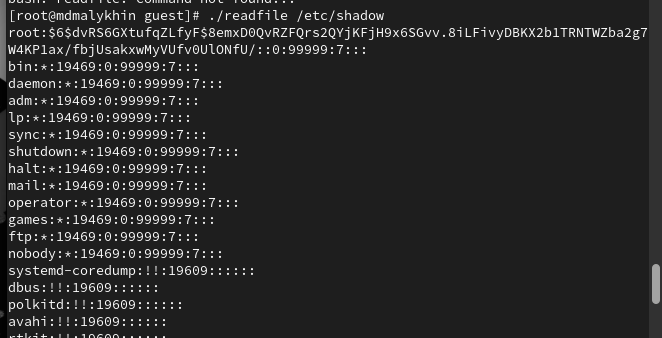 [root@mdmalykhin guest]# ./readfile /etc/shadow
root:$6$dvRS6GXtufqZLfyF$8emxD0QvRZFQrs2QYjKFjH9x6SGvv.8iLFivyDBKX2b1TRNTWZba2g7
W4KP1ax/fbjUsakxwMyVUfv0UlONfU/::0:99999:7:::
bin:*:19469:0:99999:7:::
daemon:*:19469:0:99999:7:::
adm:*:19469:0:99999:7:::
lp:*:19469:0:99999:7:::
sync:*:19469:0:99999:7:::
shutdown:*:19469:0:99999:7:::
halt:*:19469:0:99999:7:::
mail:*:19469:0:99999:7:::
operator:*:19469:0:99999:7:::
games:*:19469:0:99999:7:::
ftp:*:19469:0:99999:7:::
nobody:*:19469:0:99999:7:::
systemd-coredump:!!:19609::::::
dbus:!!:19609::::::
polkitd:!!:19609::::::
avahi:!!:19609::::::